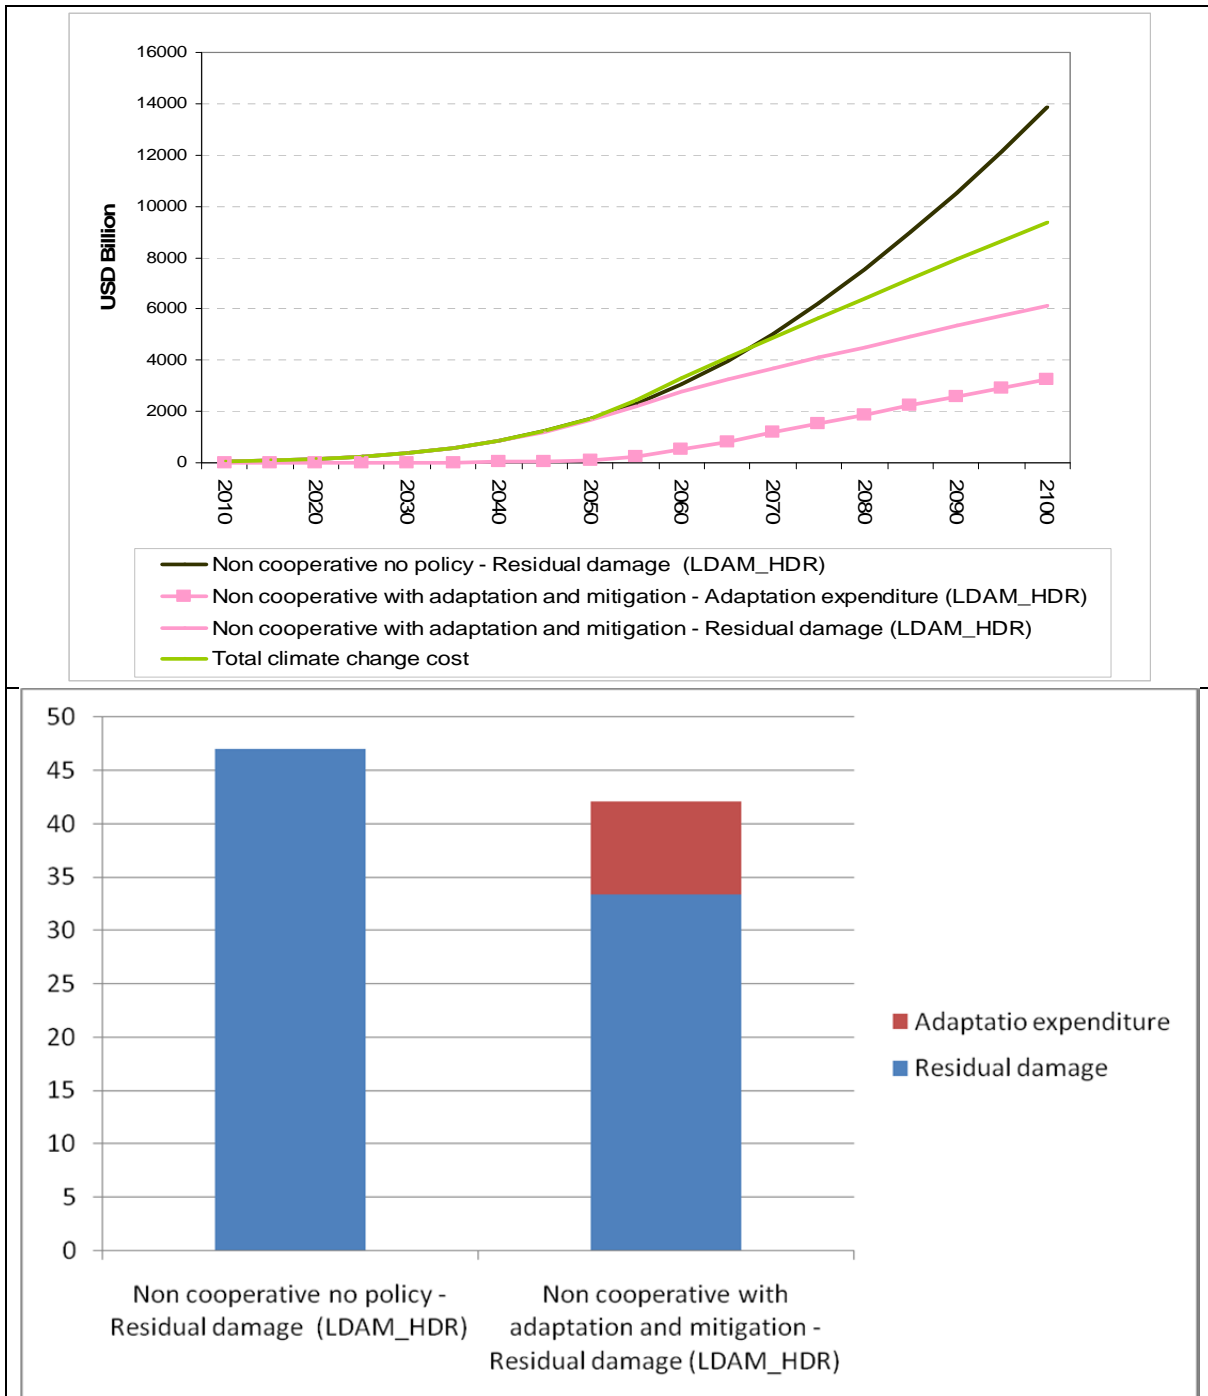 16000
14000
12000
10000
8000
6000
4000
2000
0
USD Billion
2010
2020
2030
2040
2050
2060
2070
2080
2090
2100
Non cooperative no policy - Residual damage (LDAM_HDR)
Non cooperative with adaptation and mitigation - Adaptation expenditure (LDAM_HDR)
Non cooperative with adaptation and mitigation - Residual damage (LDAM_HDR)
Total climate change cost
50
45
40
35
30
25
20
15
10
5
0
Adaptatio expenditure
Residual damage
Non cooperative no policy -
Residual damage (LDAM_HDR)
Non cooperative with
adaptation and mitigation -
Residual damage (LDAM_HDR)